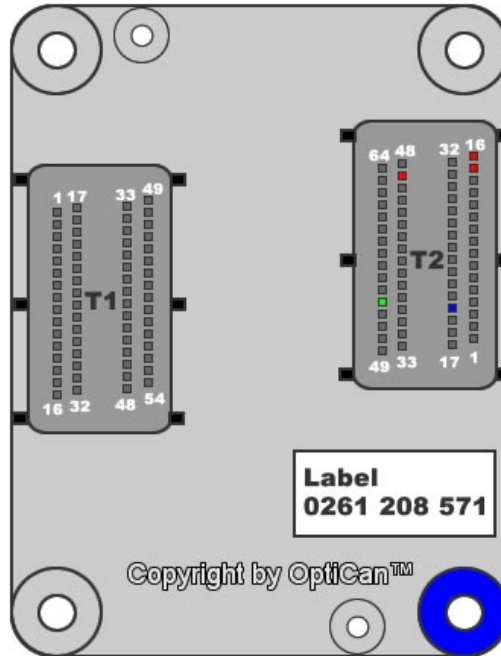 64 48 32 16
1 17 33 49
T2
T1
49 33 17 1
16 32 48 54
Label
0261 208 571
Copyright by OptiCan™